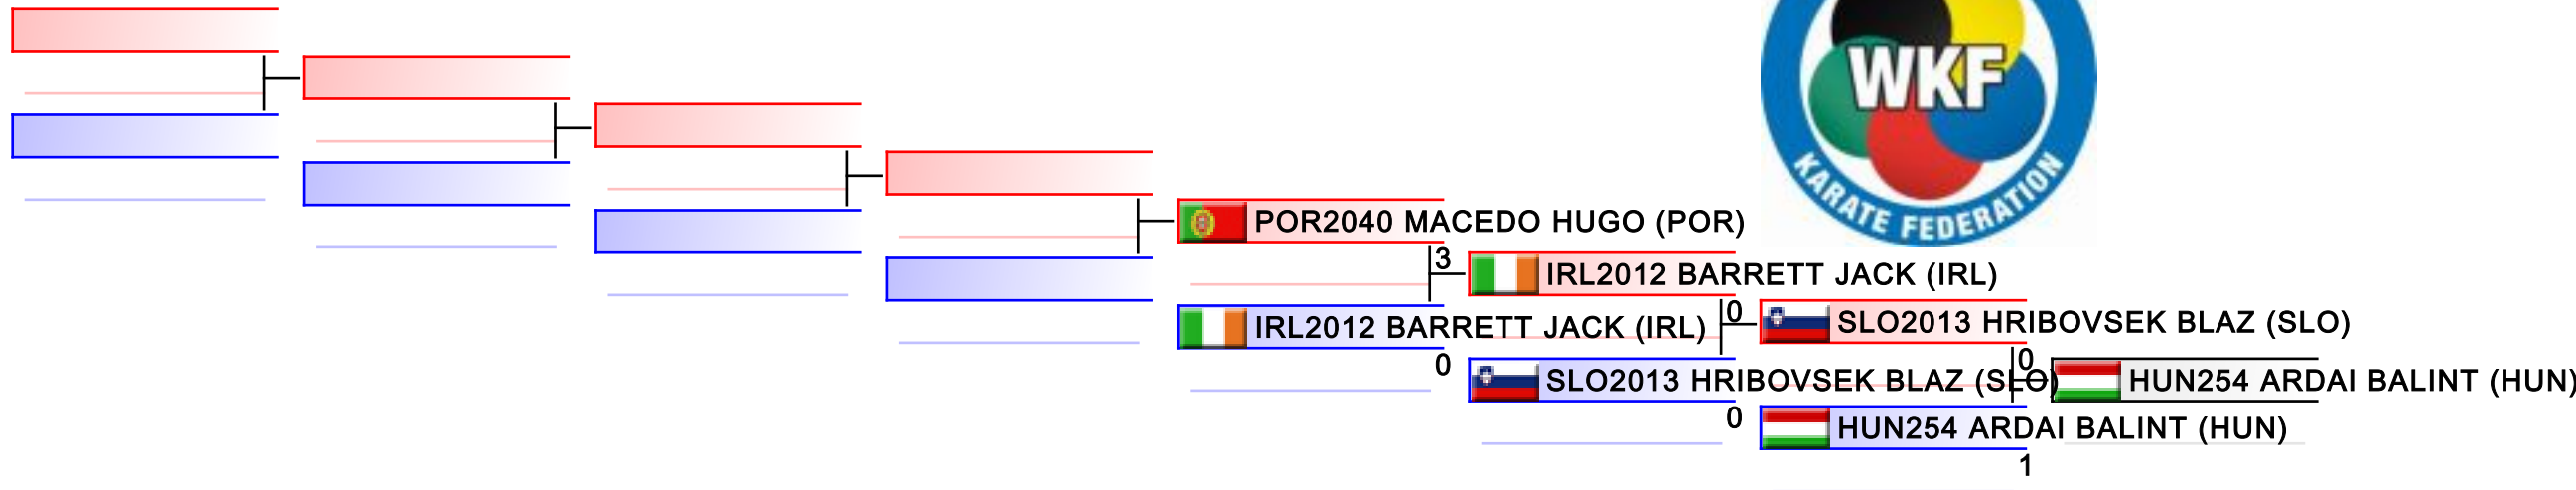 WKF
KARATE FEDERATION
POR2040 MACEDO HUGO (POR)
3
IRL2012 BARRETT JACK (IRL)
IRL2012 BARRETT JACK (IRL)
0
0
SLO2013 HRIBOVSEK BLAZ (SLO)
SLO2013 HRIBOVSEK BLAZ (SLO)
0
0
HUN254 ARDAI BALINT (HUN)
HUN254 ARDAI BALINT (HUN)
1